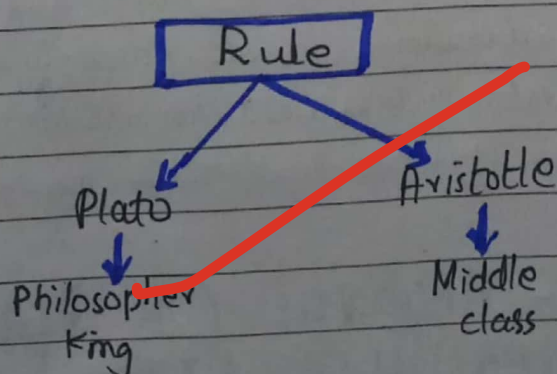 Rule
Plato
Aristotle
Philosopher
King
Middle
class